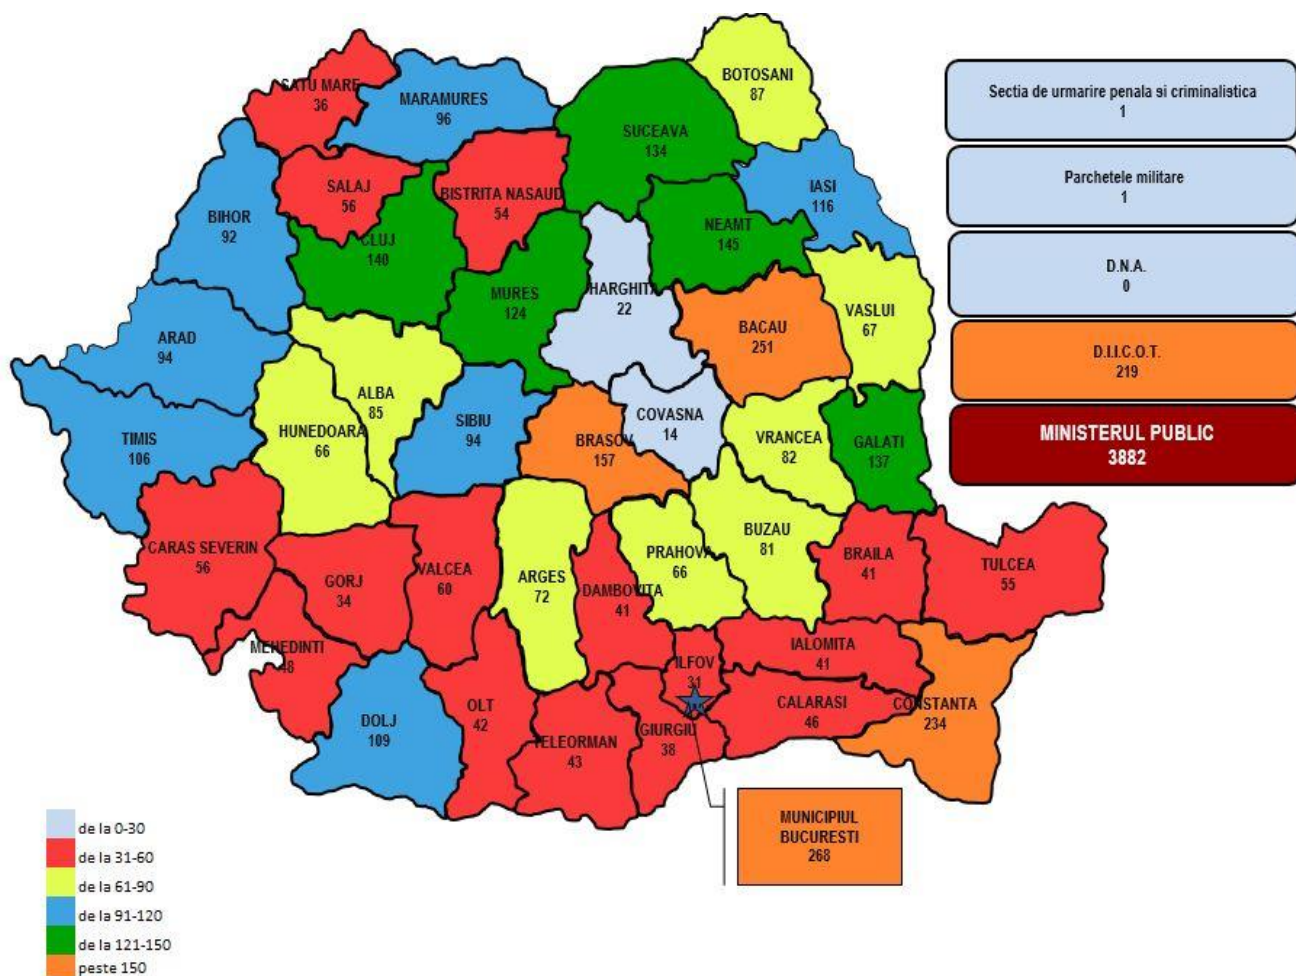 SATU MARE
36
MARAMURES
96
SUCEAVA
134
BOTOSANI
87
SALAJ
56
BISTRITA NASAUD
54
BIHOR
92
CLUJ
140
IASI
116
NEAMT
145
MURES
124
HARGHITA
22
BACAU
251
VASLUI
67
ARAD
94
ALBA
85
HUNEDOARA
66
SIBIU
94
TIMIS
106
BRASOV
157
COVASNA
14
VRANCEA
82
GALATI
137
CARAS SEVERIN
56
GORJ
34
VALCEA
60
ARGES
72
DAMBOVITA
41
PRAHOVA
66
BUZAU
81
BRAILA
41
TULCEA
55
MEHEDINTI
48
DOLJ
109
OLT
42
TELEORMAN
43
GIURGIU
38
ILFOV
31
IALOMITA
41
CALARASI
46
CONSTANTA
234
MUNICIPIUL
BUCURESTI
268
Sectia de urmarire penala si criminalistica
1
Parchetele militare
1
D.N.A.
0
D.I.I.C.O.T.
219
MINISTERUL PUBLIC
3882
de la 0-30
de la 31-60
de la 61-90
de la 91-120
de la 121-150
peste 150